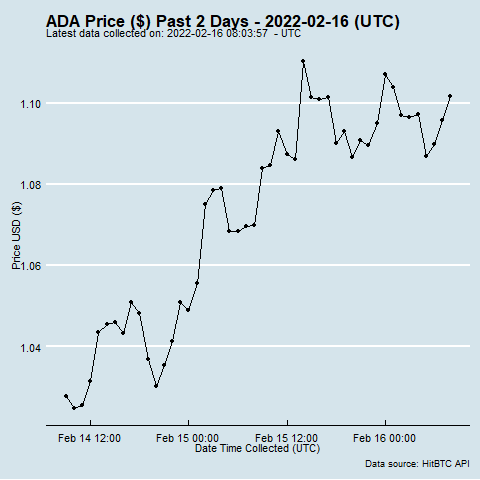 ADA Price ($) Past 2 Days - 2022-02-16 (UTC)
Latest data collected on: 2022-02-16 08:03:57 - UTC
1.10
1.08
1.06
1.04
Price USD ($)
Feb 14 12:00
Feb 15 00:00
Feb 15 12:00
Feb 16 00:00
Date Time Collected (UTC)
Data source: HitBTC API